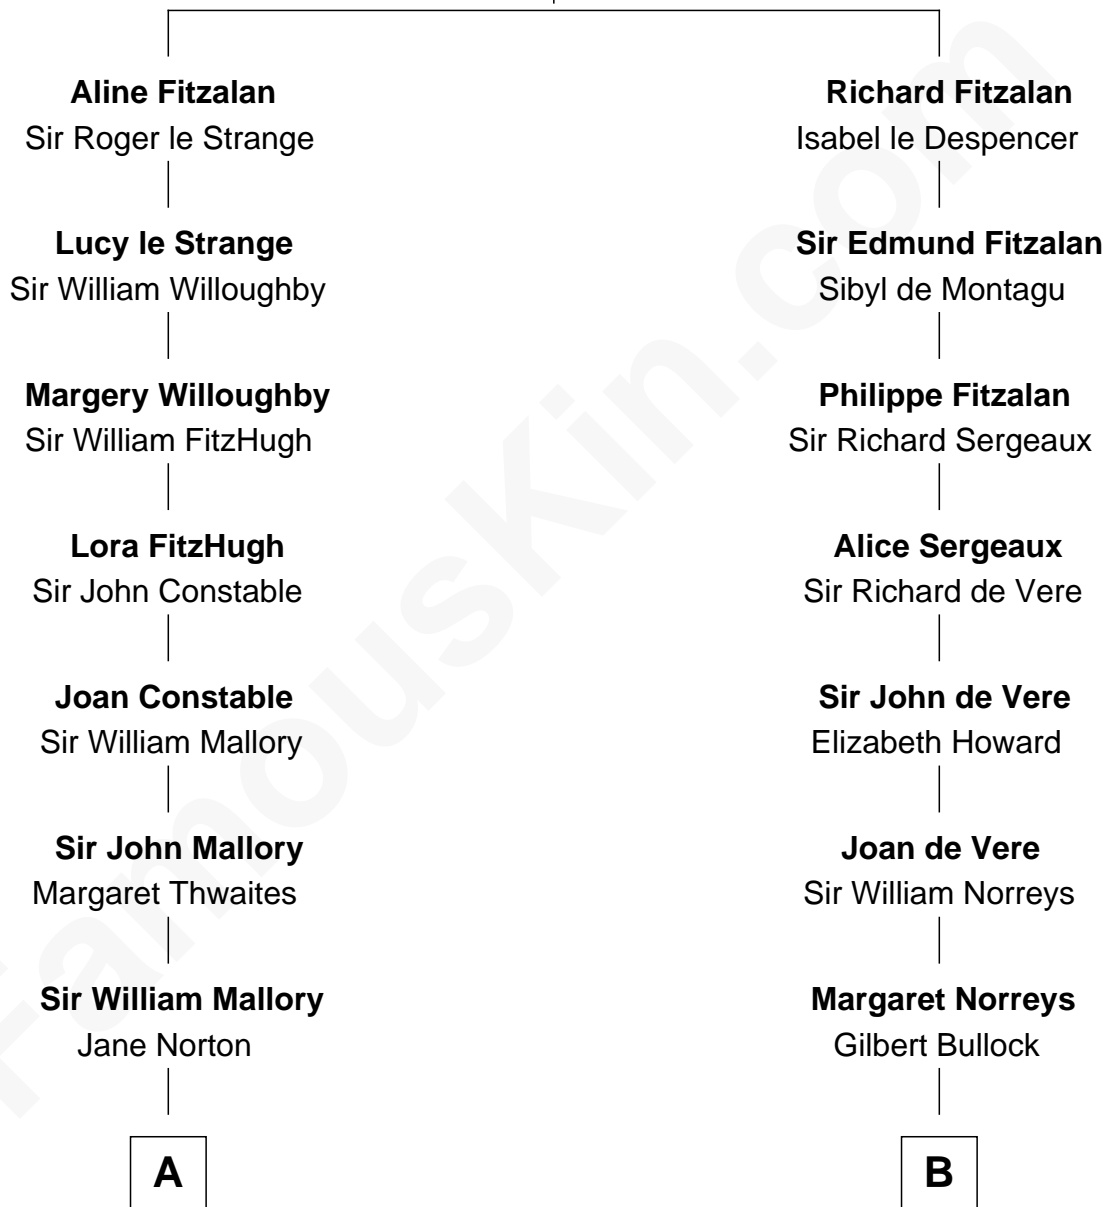 Aline Fitzalan
Sir Roger le Strange
Richard Fitzalan
Isabel le Despencer
Lucy le Strange
Sir William Willoughby
Sir Edmund Fitzalan
Sibyl de Montagu
Margery Willoughby
Sir William FitzHugh
Philippe Fitzalan
Sir Richard Sergeaux
Lora FitzHugh
Sir John Constable
Alice Sergeaux
Sir Richard de Vere
Joan Constable
Sir William Mallory
Sir John de Vere
Elizabeth Howard
Sir John Mallory
Margaret Thwaites
Joan de Vere
Sir William Norreys
Sir William Mallory
Jane Norton
Margaret Norreys
Gilbert Bullock
A
B
FamousKin.com